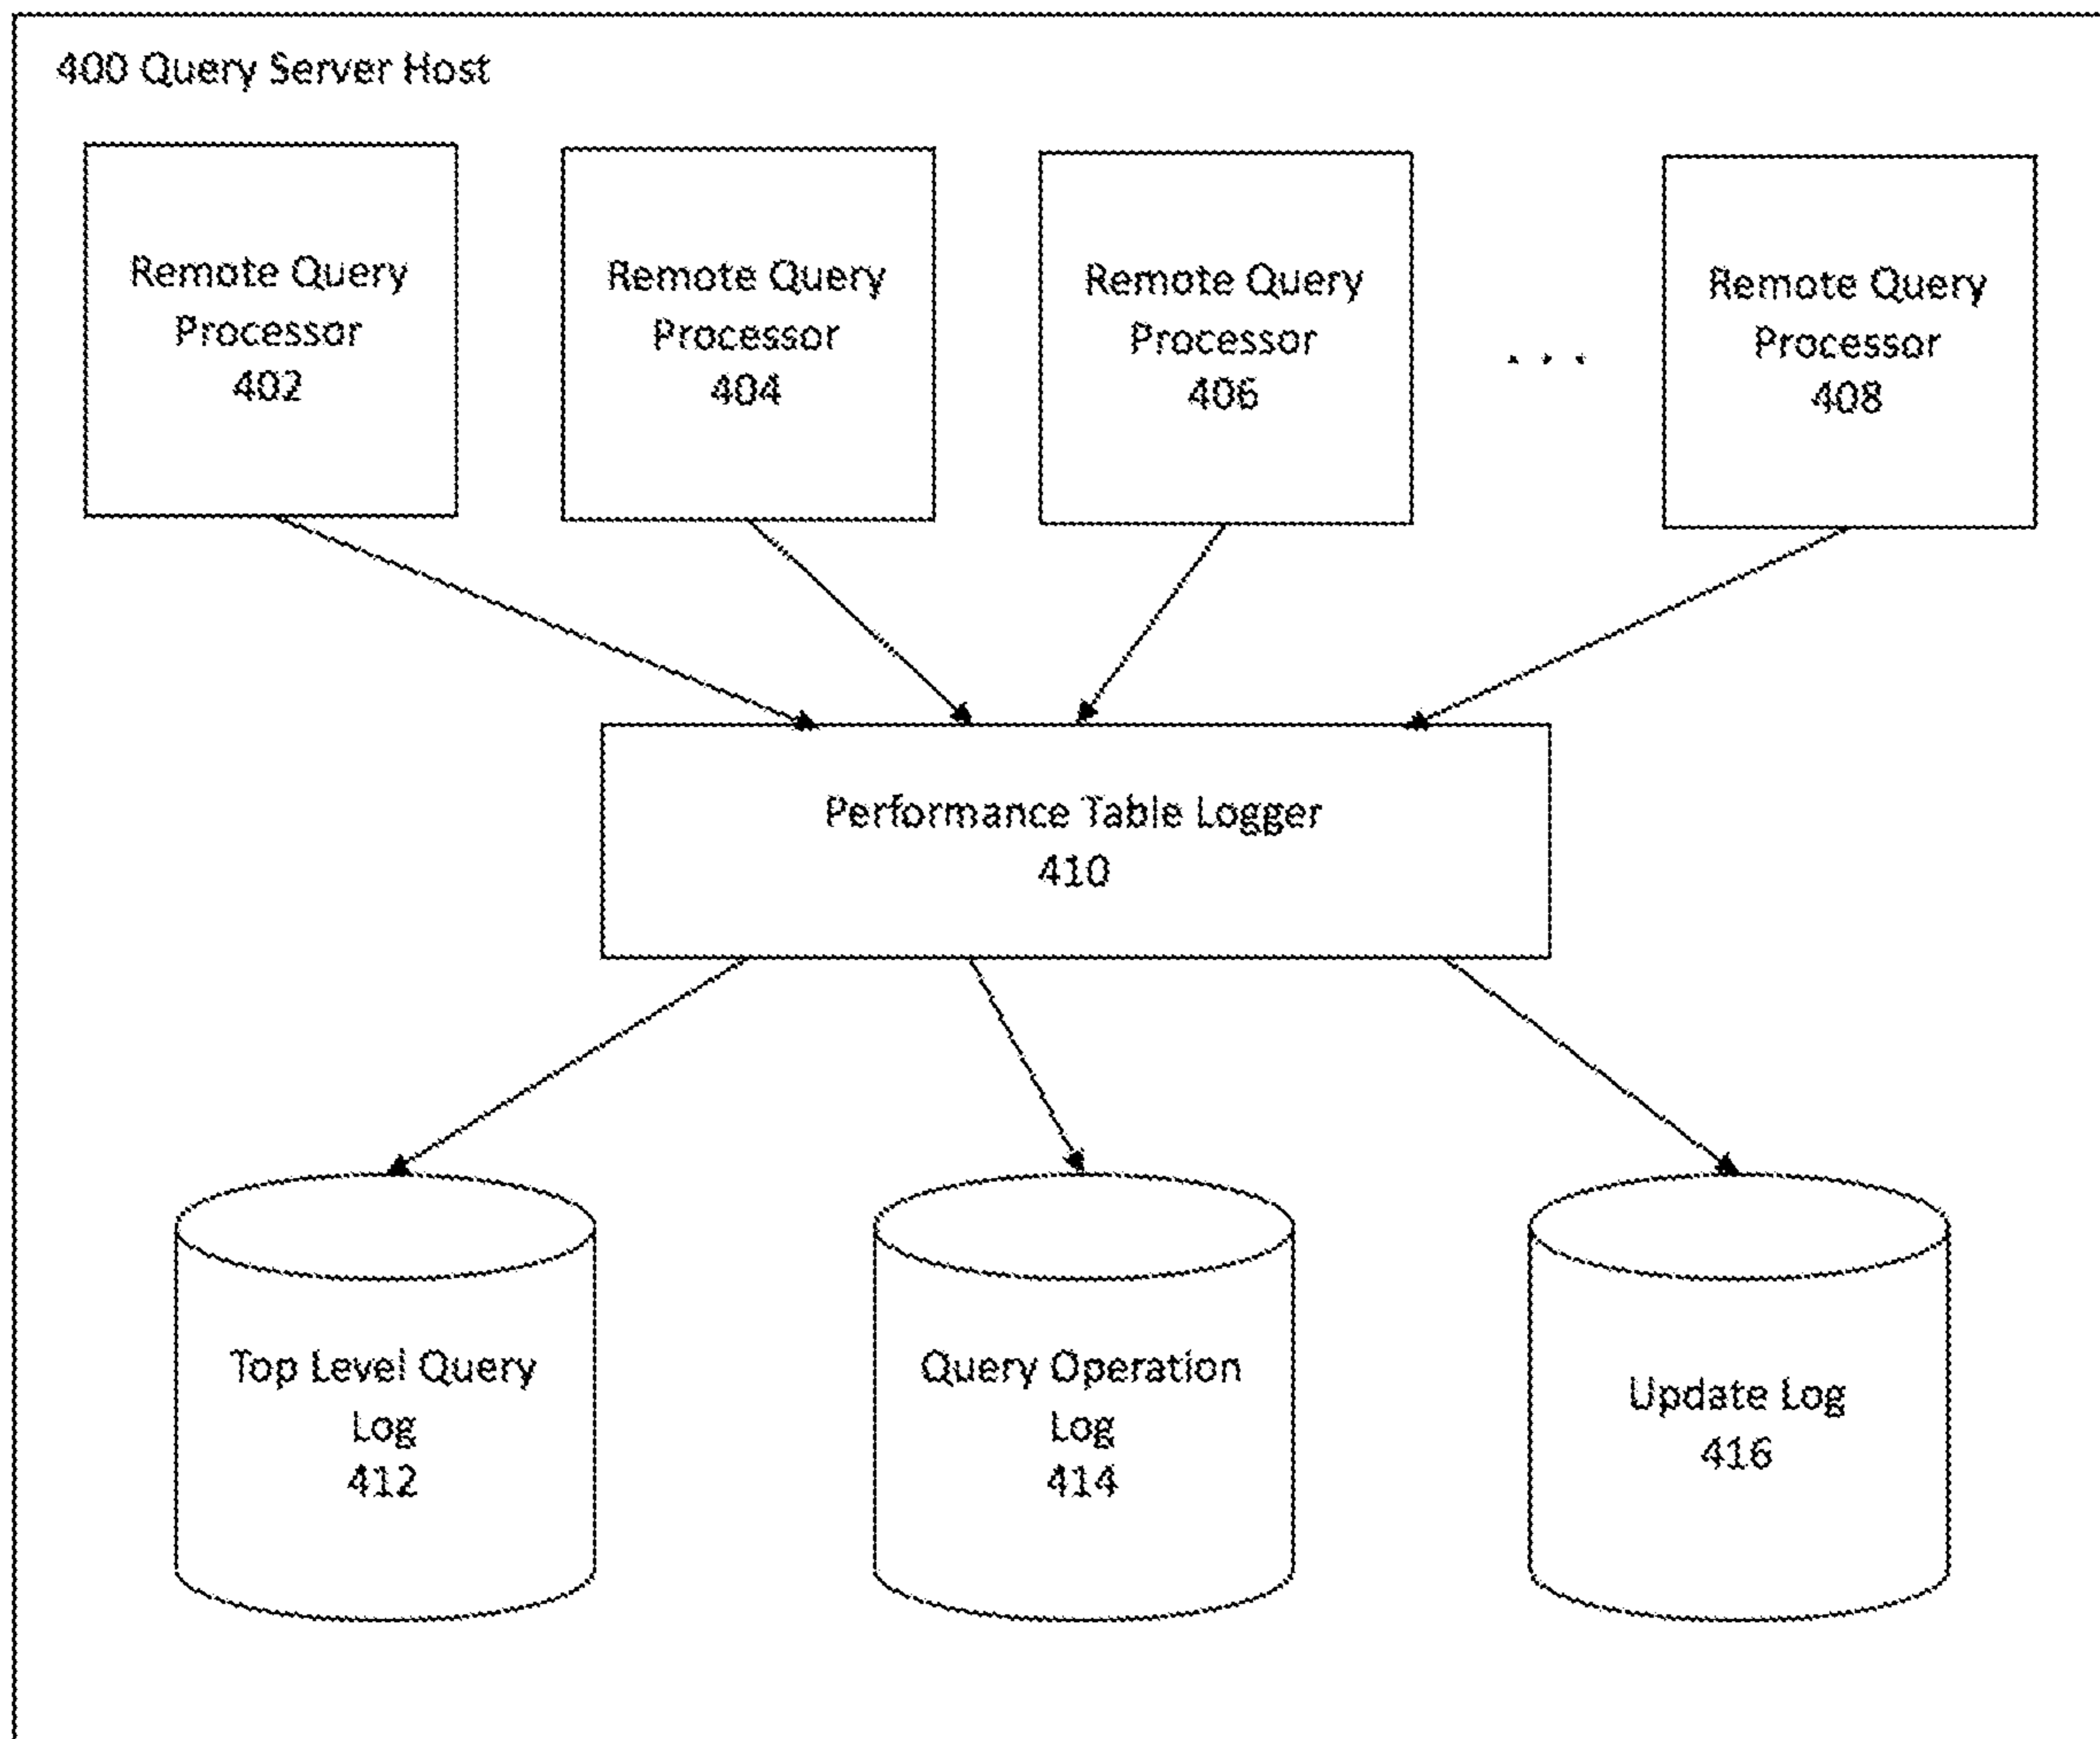 400 Query Server Host
Remote Query
Processor
402
Remote Query
Processor
404
Remote Query
Processor
406
. . .
Remote Query
Processor
408
Performance Table Logger
410
Top Level Query
Log
412
Query Operation
Log
414
Update Log
416